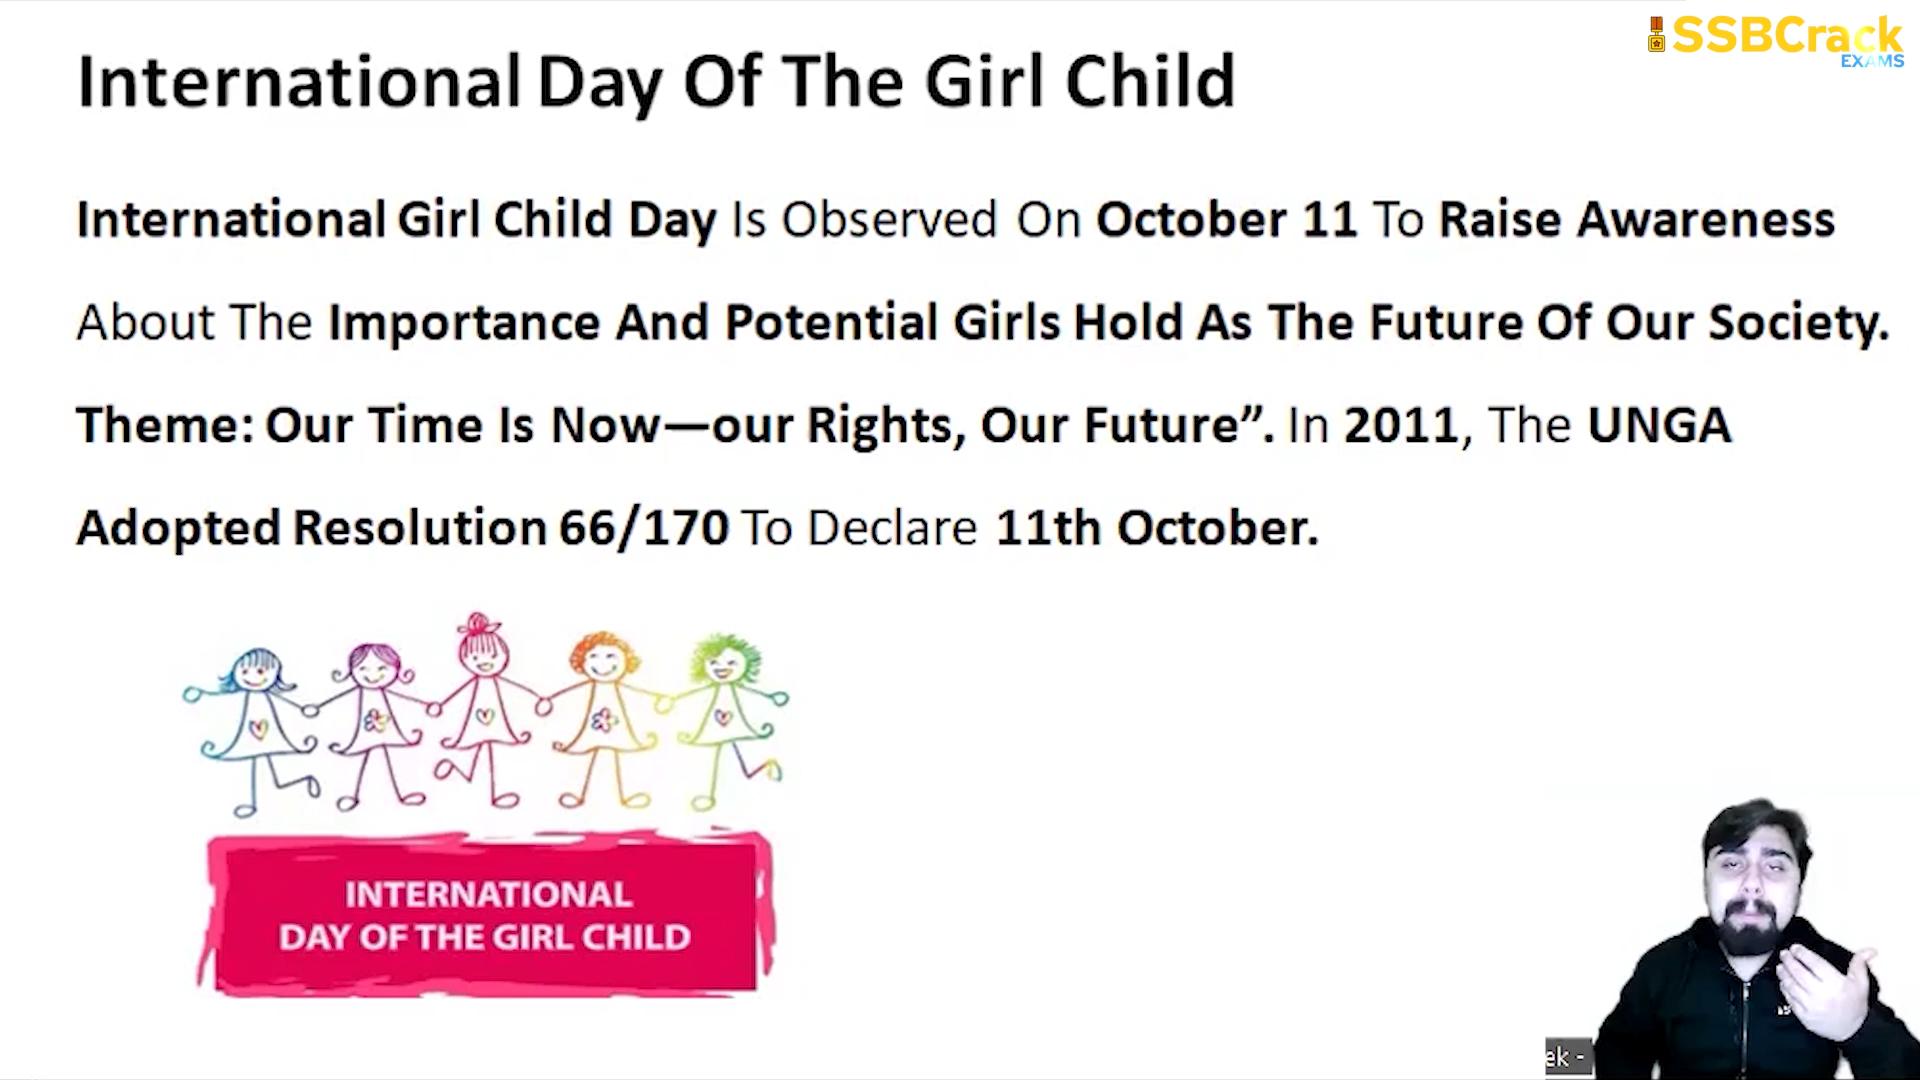 SSBCrack
EXAMS
International Day Of The Girl Child
International Girl Child Day Is Observed On October 11 To Raise Awareness
About The Importance And Potential Girls Hold As The Future Of Our Society.
Theme: Our Time Is Now—our Rights, Our Future”. In 2011, The UNGA
Adopted Resolution 66/170 To Declare 11th October.
INTERNATIONAL
DAY OF THE GIRL CHILD
ek -